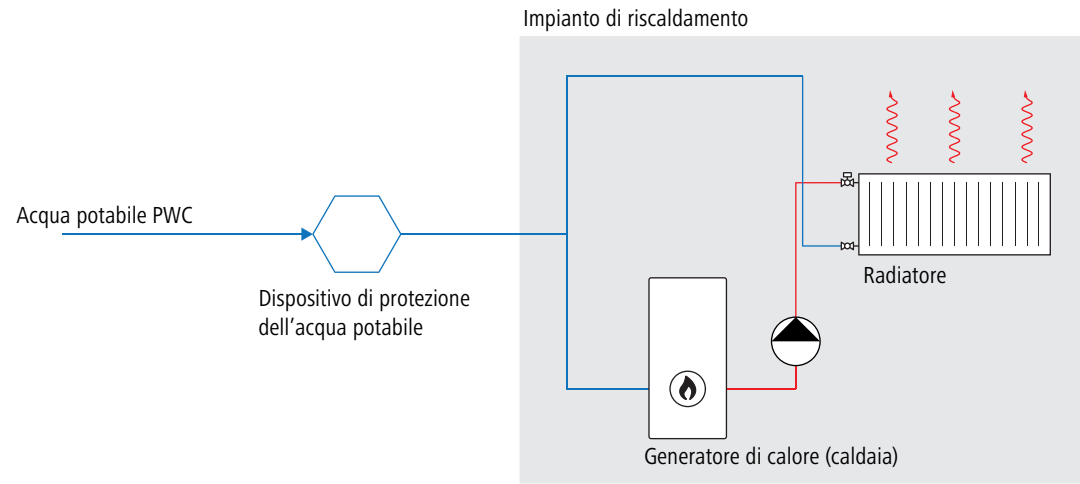 Impianto di riscaldamento
Acqua potabile PWC
Dispositivo di protezione
dell'acqua potabile
Radiatore
Generatore di calore (caldaia)